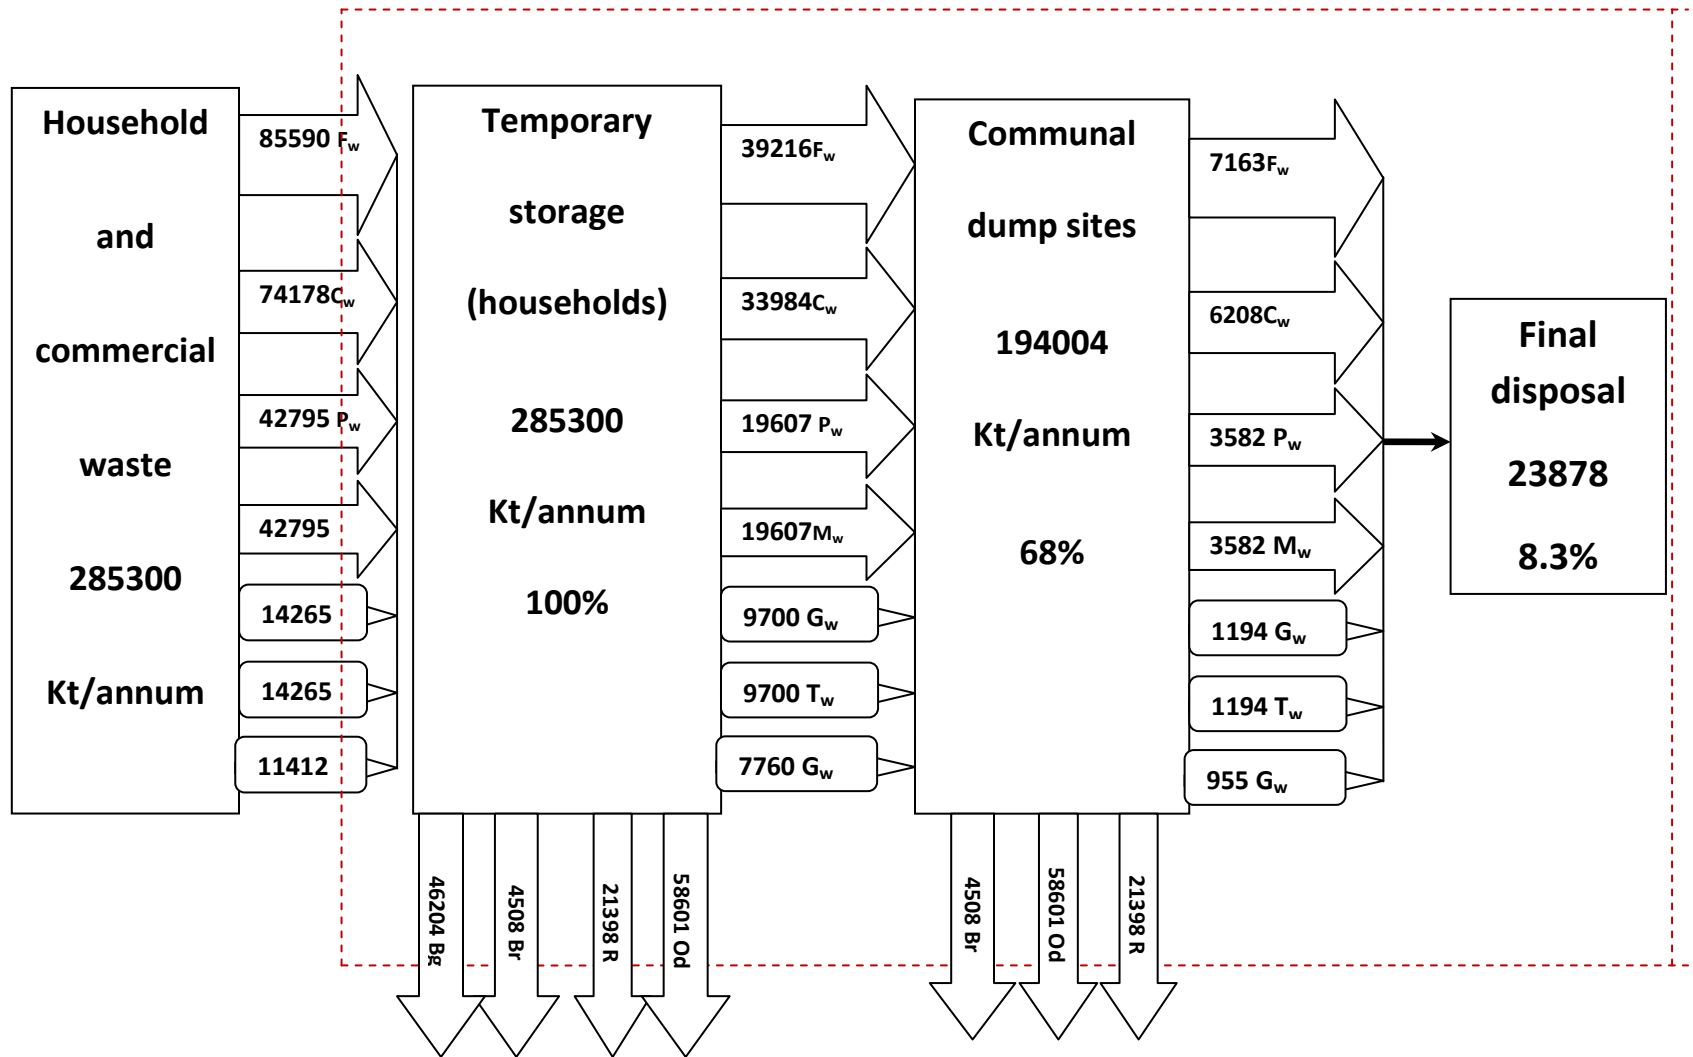 Household
and
commercial
waste
285300
Kt/annum
85590 Fw
74178Cw
42795 Pw
42795
14265
14265
11412
Temporary
storage
(households)
285300
Kt/annum
100%
39216Fw
33984Cw
19607 Pw
19607Mw
9700 Gw
9700 Tw
7760 Gw
Communal
dump sites
194004
Kt/annum
68%
7163Fw
6208Cw
3582 Pw
3582 Mw
1194 Gw
1194 Tw
955 Gw
Final
disposal
23878
8.3%
46204 Bg
4508 Br
21398 R
58601 Od
4508 Br
58601 Od
21398 R